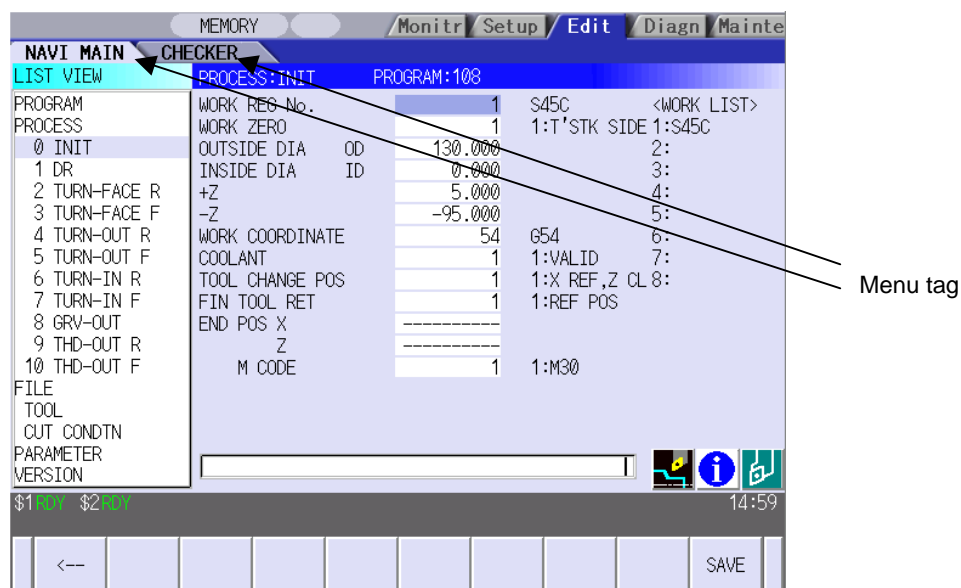 MEMORY Monitr Setup Edit Diagn Mainte
NAVI MAIN CHECKER
LIST VIEW PROCESS:INIT PROGRAM:108
PROGRAM WORK REG No. 1 S45C <WORK LIST>
PROCESS WORK ZERO 1 1:T'STK SIDE 1:S45C
0 INIT OUTSIDE DIA OD 130.000 2:
1 DR INSIDE DIA ID 0.000 3:
2 TURN-FACE R +Z 5.000 4:
3 TURN-FACE F -Z -95.000 5:
4 TURN-OUT R WORK COORDINATE 54 G54 6:
5 TURN-OUT F COOLANT 1 1:VALID 7:
6 TURN-IN R TOOL CHANGE POS 1 1:X REF,Z CL 8:
7 TURN-IN F FIN TOOL RET 1 1:REF POS
8 GRV-OUT END POS X ----------
9 THD-OUT R Z ----------
10 THD-OUT F M CODE 1 1:M30
FILE
TOOL
CUT CONDTN
PARAMETER
VERSION
$1 RDY $2 RDY 14:59
<-- SAVE
Menu tag